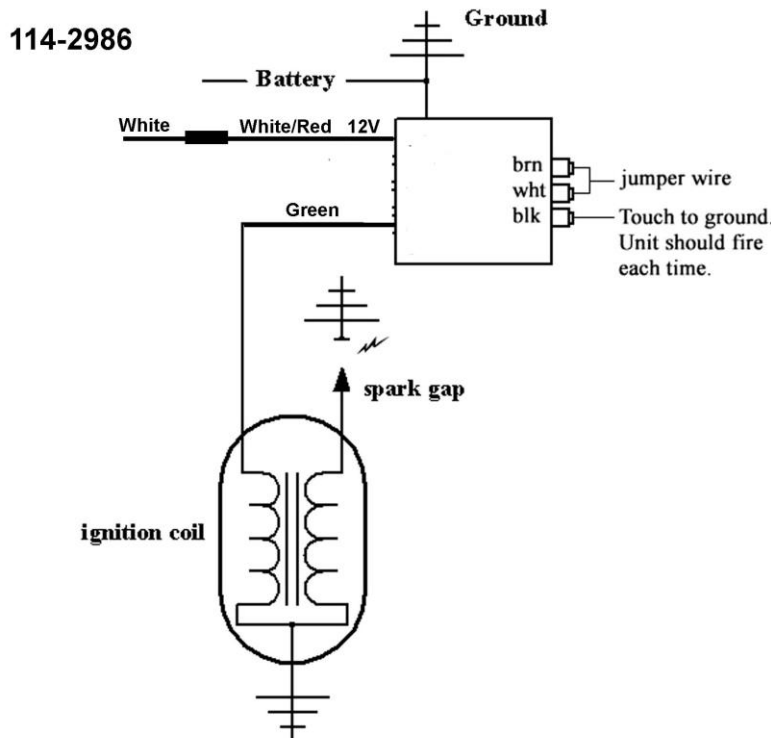 Ground
114-2986
Battery
White White/Red 12V
brn
wht
jumper wire
blk
Touch to ground.
Unit should fire
each time.
Green
spark gap
ignition coil